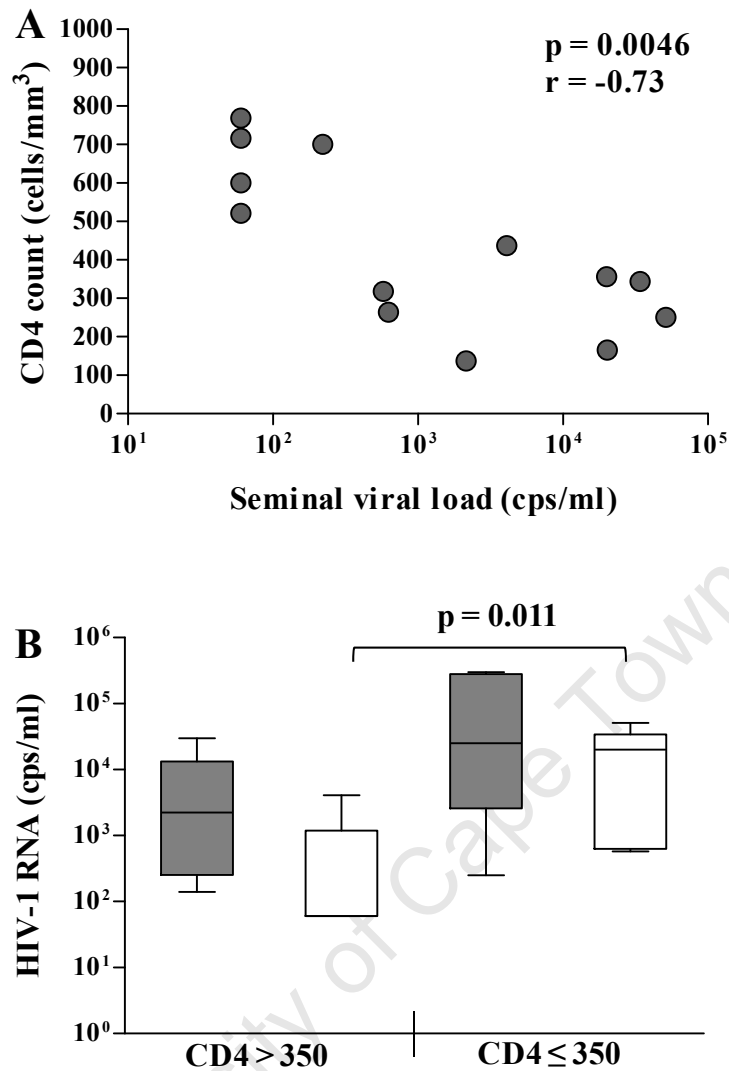 A
p = 0.0046
r = -0.73
1000
900
800
700
600
500
400
300
200
100
0
CD4 count (cells/mm³)
10¹ 10² 10³ 10⁴ 10⁵
Seminal viral load (cps/ml)
B
p = 0.011
10⁶
10⁵
10⁴
10³
10²
10¹
10⁰
HIV-1 RNA (cps/ml)
CD4 > 350 CD4 ≤ 350
of Cape Town